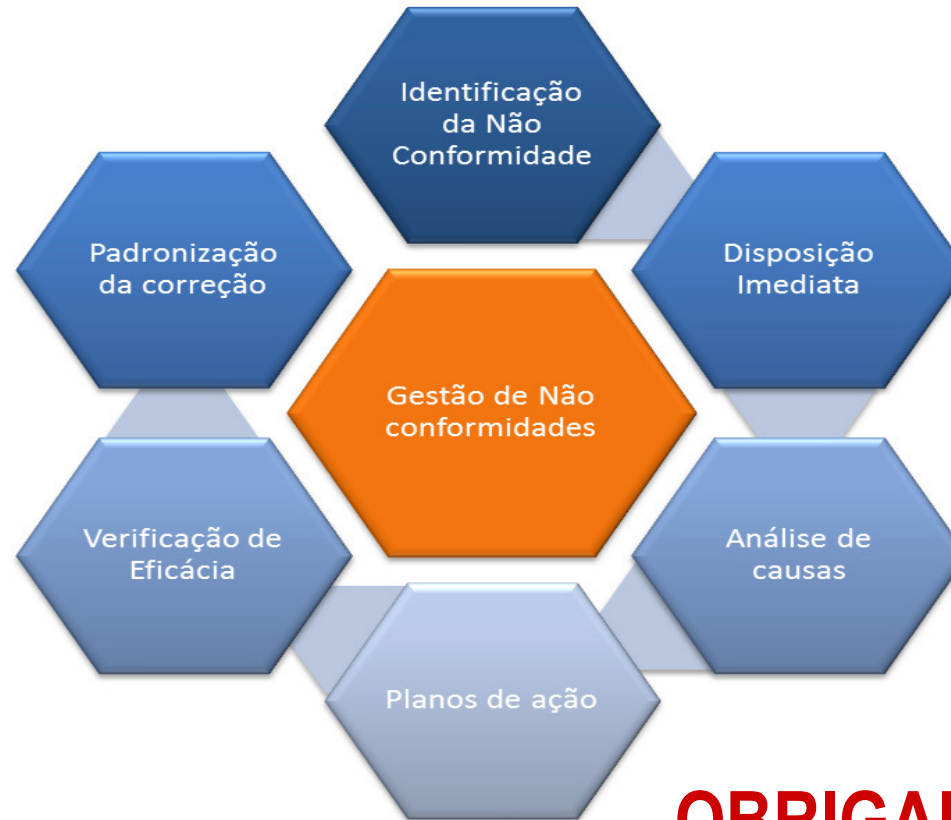 Identificação
da Não
Conformidade
Disposição
Imediata
Análise de
causas
Planos de ação
Verificação de
Eficácia
Padronização
da correção
Gestão de Não
conformidades